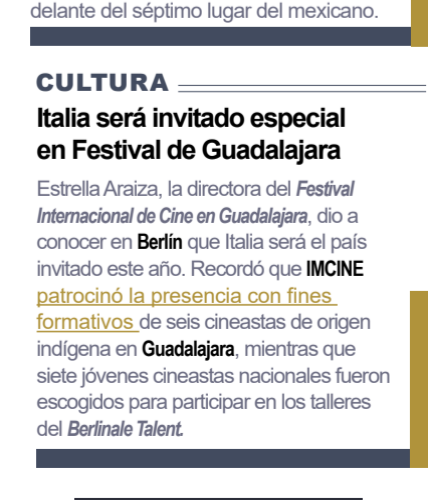 delante del séptimo lugar del mexicano.
CULTURA
Italia será invitado especial
en Festival de Guadalajara
Estrella Araiza, la directora del Festival
Internacional de Cine en Guadalajara, dio a
conocer en Berlín que Italia será el país
invitado este año. Recordó que IMCINE
patrocinó la presencia con fines
formativos de seis cineastas de origen
indígena en Guadalajara, mientras que
siete jóvenes cineastas nacionales fueron
escogidos para participar en los talleres
del Berlinale Talent.